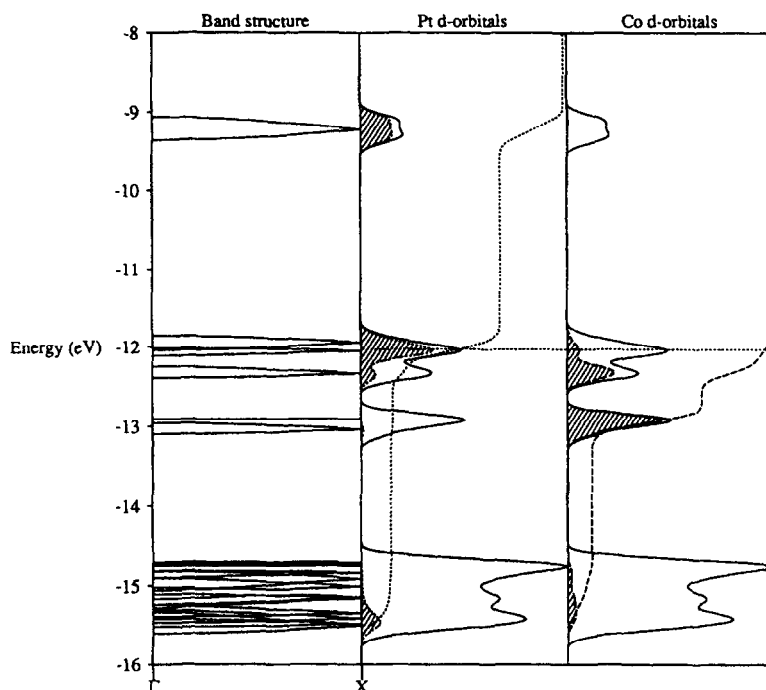 Band structure Pt d-orbitals Co d-orbitals
-8
-9
-10
-11
Energy (eV) -12
-13
-14
-15
-16
Γ X